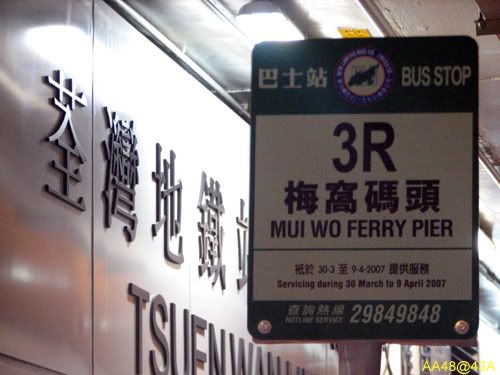 荃灣地鐵站
TSUEN WAN
巴士站 BUS STOP
3R
梅窩碼頭
MUI WO FERRY PIER
祗於 30-3 至 9-4-2007 提供服務
Servicing during 30 March to 9 April 2007
查詢熱線
HOTLINE SERVICE 29849848
AA48@43A